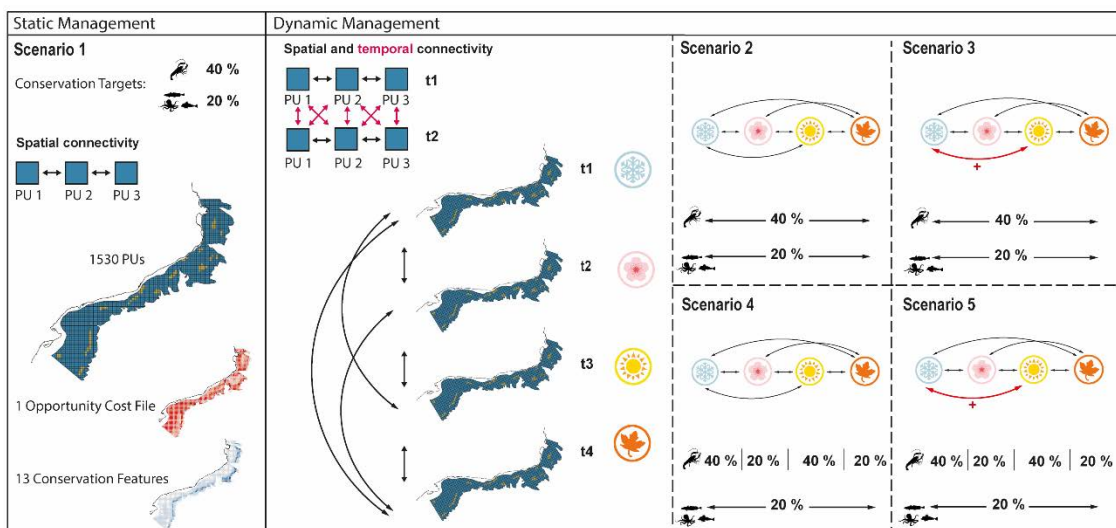 Static Management
Scenario 1
Conservation Targets:
40 %
20 %
Spatial connectivity
PU 1 PU 2 PU 3
1530 PUs
1 Opportunity Cost File
13 Conservation Features
Dynamic Management
Spatial and temporal connectivity
t1
PU 1 PU 2 PU 3
t2
PU 1 PU 2 PU 3
t1
t2
t3
t4
Scenario 2
40 %
20 %
Scenario 3
+
40 %
20 %
Scenario 4
40 % | 20 % | 40 % | 20 %
20 %
Scenario 5
+
40 % | 20 % | 40 % | 20 %
20 %